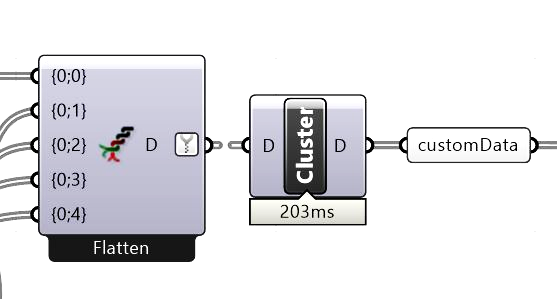 {0;0}
{0;1}
{0;2}
{0;3}
{0;4}
D
Flatten
D
Cluster
D
203ms
customData